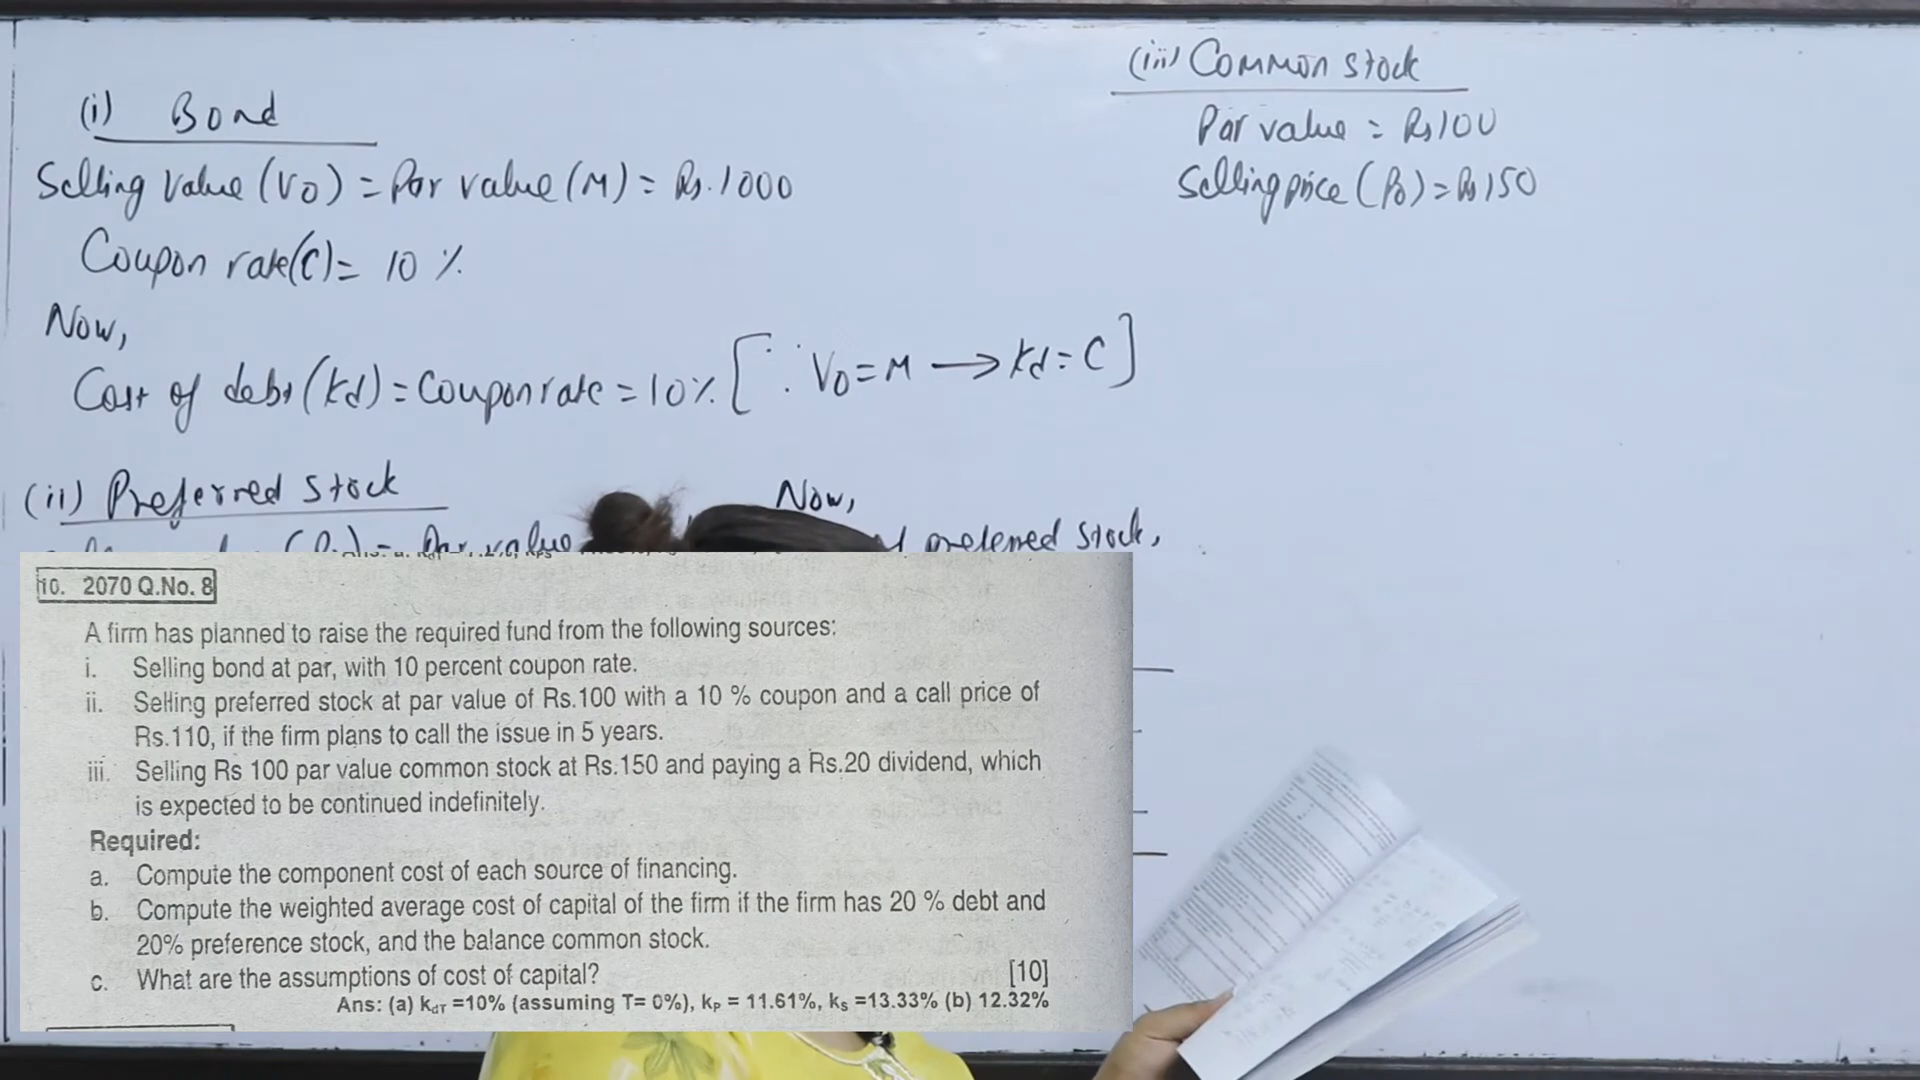 (i) Bond
Selling value (V0) = Par value (M) = Rs. 1000
Coupon rate (C) = 10 %
Now,
Cost of debt (kd) = Coupon rate = 10% [∵ V0 = M → kd = C]
(ii) Preferred stock
Par value
Now,
preferred stock,
(iii) Common stock
Par value = Rs 100
Selling price (P0) = Rs 150
10. 2070 Q.No. 8
A firm has planned to raise the required fund from the following sources:
i. Selling bond at par, with 10 percent coupon rate.
ii. Selling preferred stock at par value of Rs.100 with a 10 % coupon and a call price of
Rs.110, if the firm plans to call the issue in 5 years.
iii. Selling Rs 100 par value common stock at Rs.150 and paying a Rs.20 dividend, which
is expected to be continued indefinitely.
Required:
a. Compute the component cost of each source of financing.
b. Compute the weighted average cost of capital of the firm if the firm has 20 % debt and
20% preference stock, and the balance common stock.
c. What are the assumptions of cost of capital? [10]
Ans: (a) kdT =10% (assuming T= 0%), kP = 11.61%, ks =13.33% (b) 12.32%